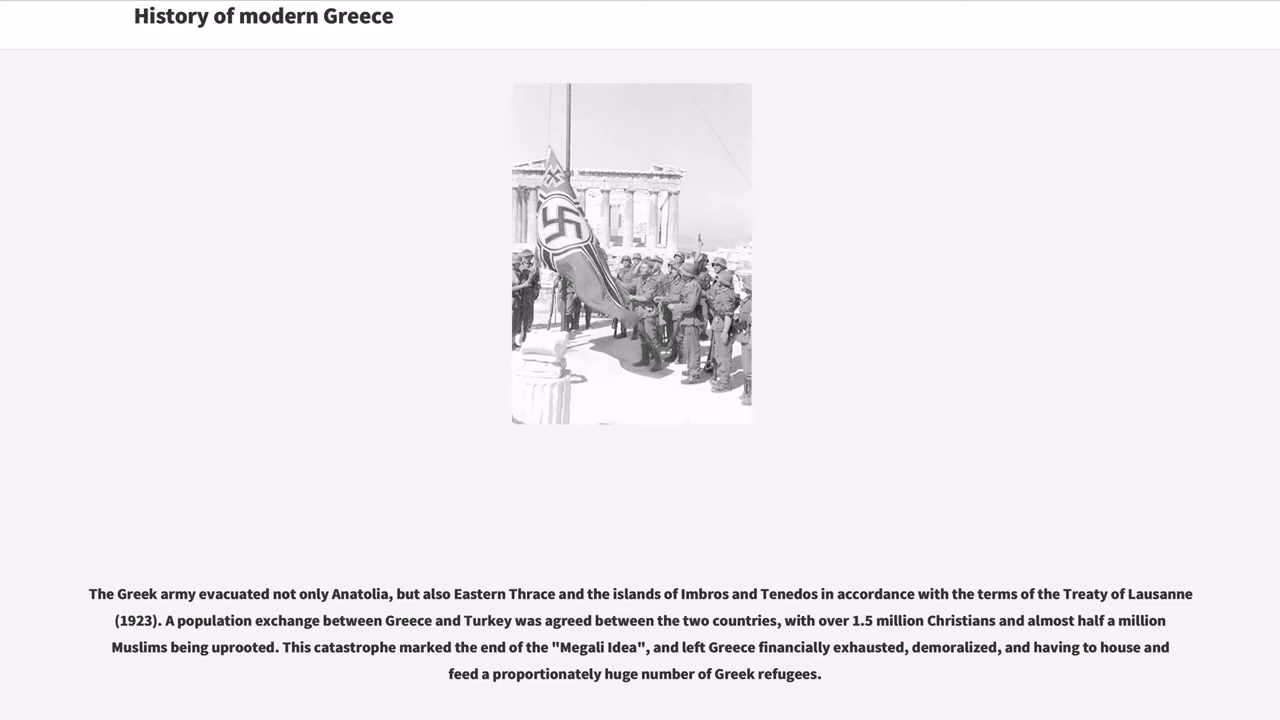 History of modern Greece
The Greek army evacuated not only Anatolia, but also Eastern Thrace and the islands of Imbros and Tenedos in accordance with the terms of the Treaty of Lausanne
(1923). A population exchange between Greece and Turkey was agreed between the two countries, with over 1.5 million Christians and almost half a million
Muslims being uprooted. This catastrophe marked the end of the "Megali Idea", and left Greece financially exhausted, demoralized, and having to house and
feed a proportionately huge number of Greek refugees.